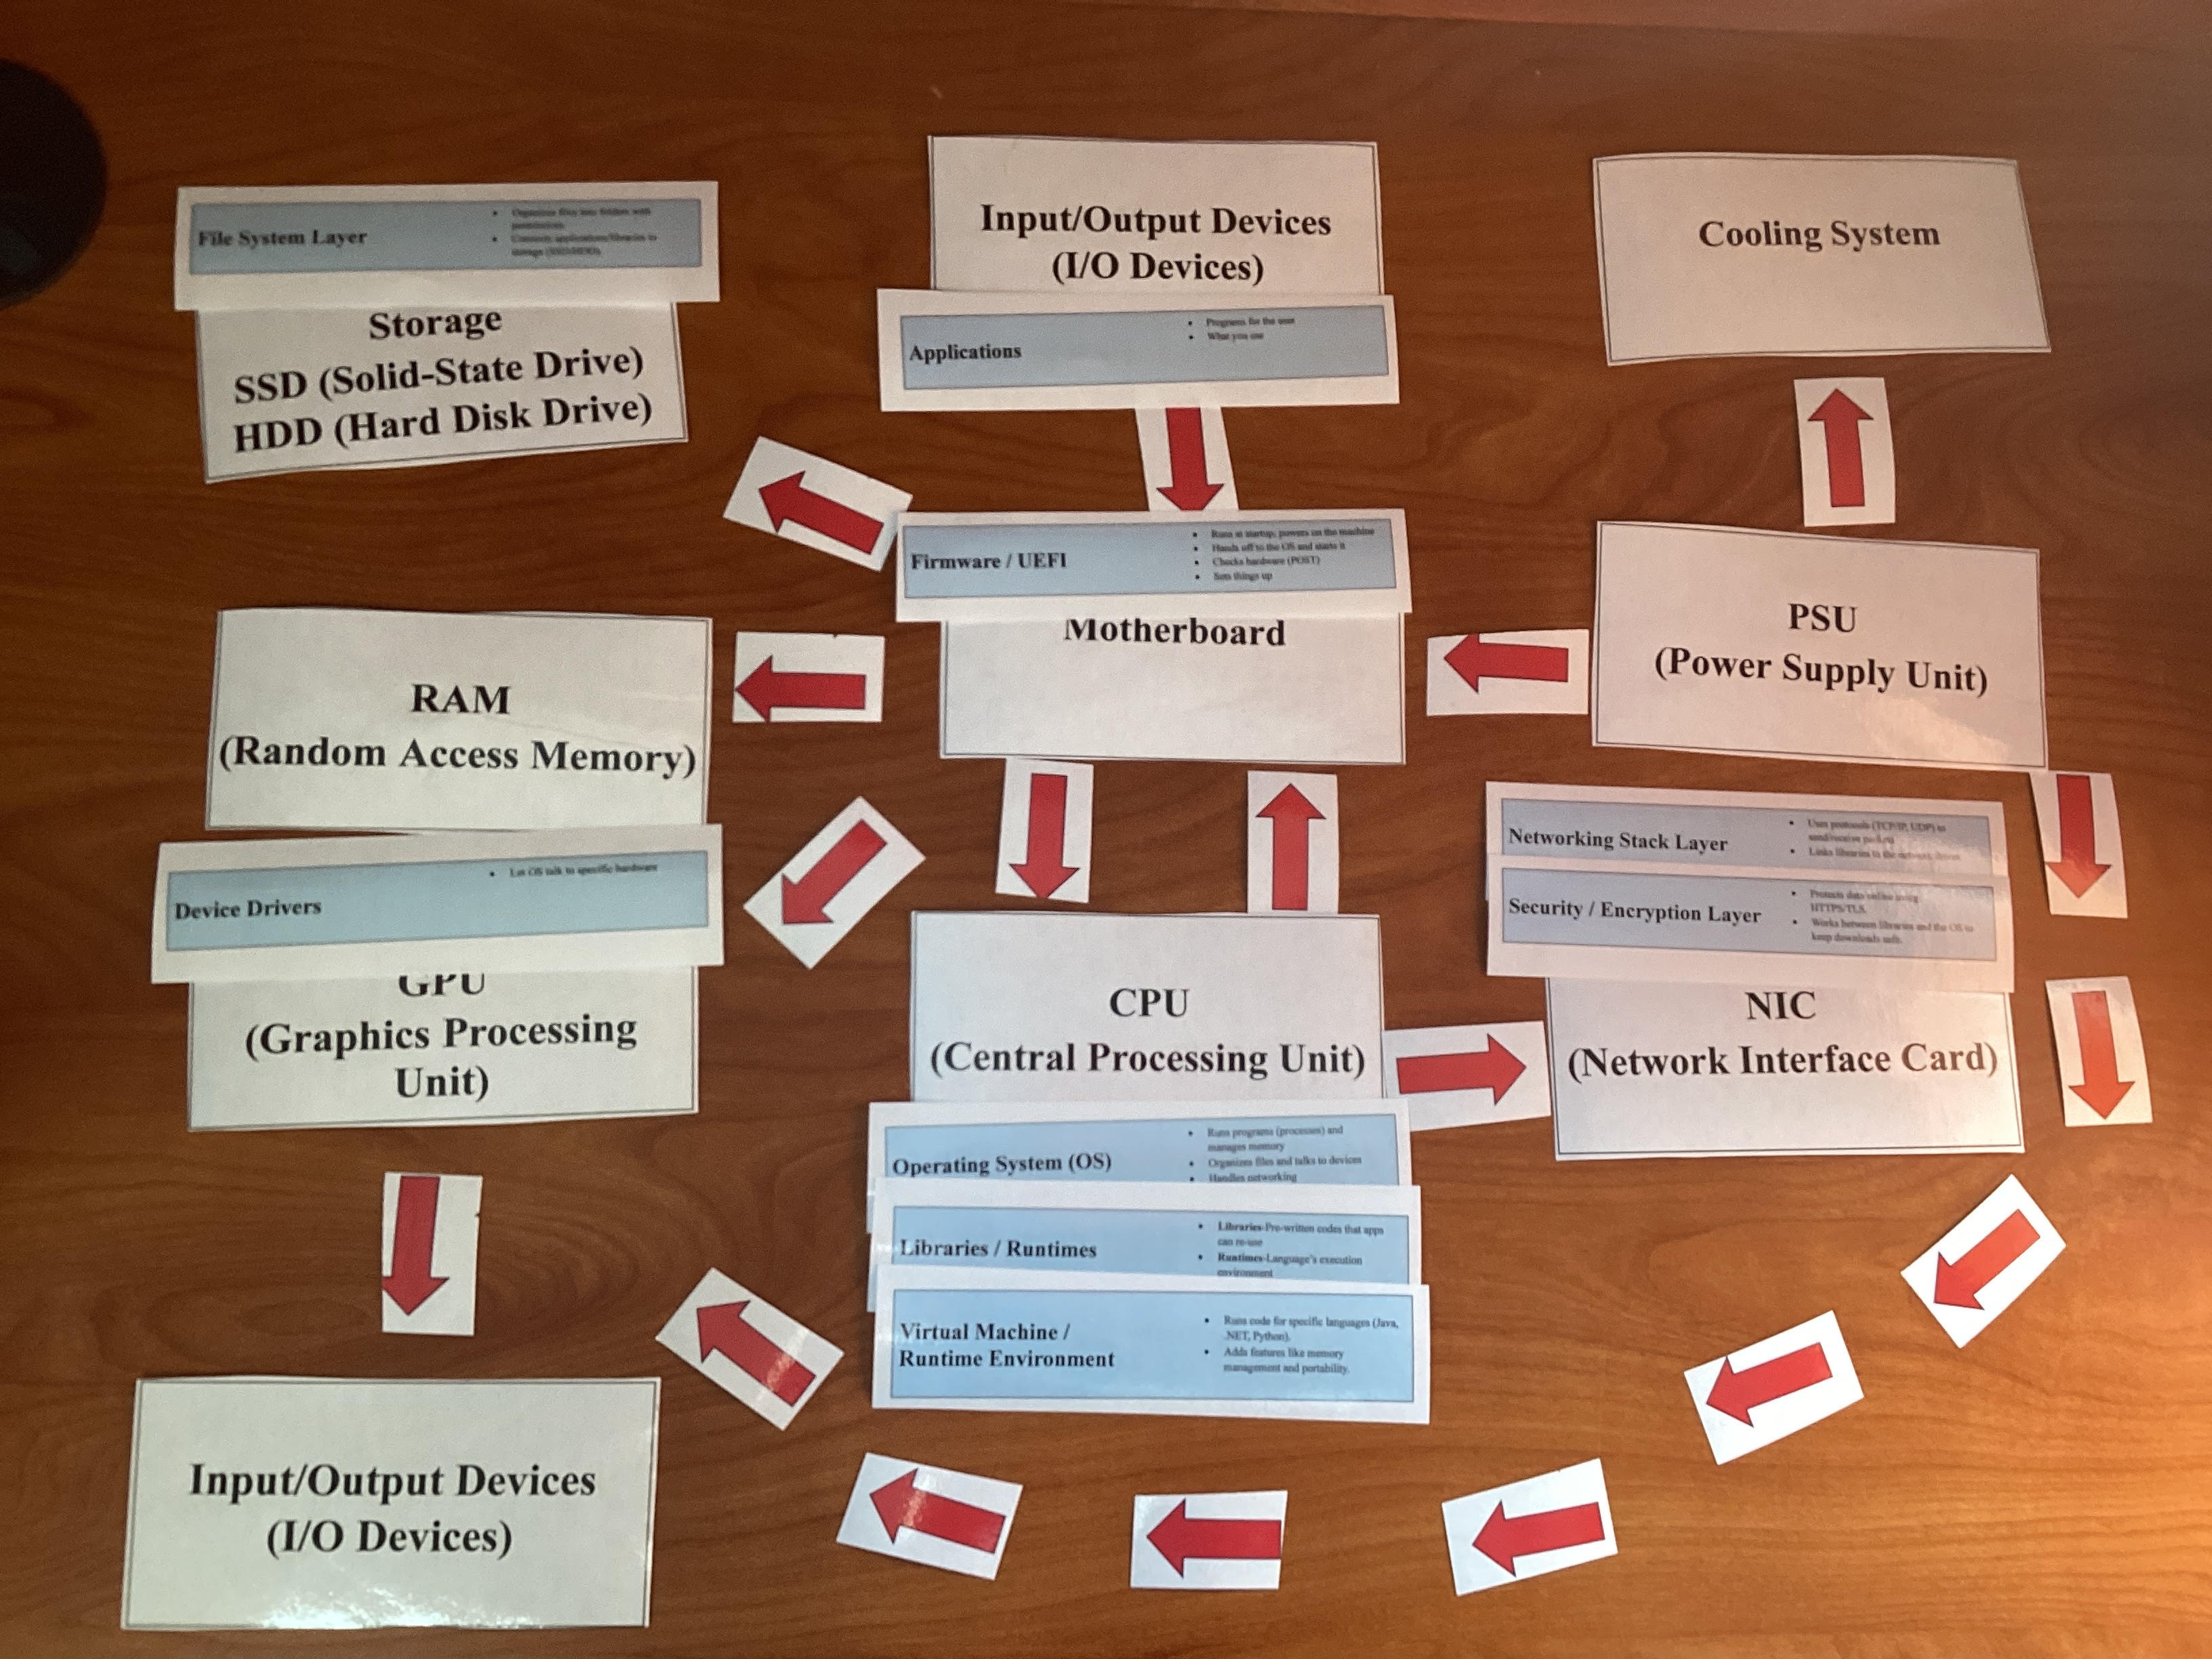 File System Layer
• Organizes files into folders with
permissions
• Connects applications/libraries to
storage (SSD/HDD).
Storage
SSD (Solid-State Drive)
HDD (Hard Disk Drive)
Input/Output Devices
(I/O Devices)
Applications
• Programs for the user
• What you use
Cooling System
Firmware / UEFI
• Runs at startup, powers on the machine
• Hands off to the OS and starts it
• Checks hardware (POST)
• Sets things up
Motherboard
PSU
(Power Supply Unit)
RAM
(Random Access Memory)
Device Drivers
• Let OS talk to specific hardware
GPU
(Graphics Processing
Unit)
Networking Stack Layer
• Uses protocols (TCP/IP, UDP) to
send/receive packets
• Links libraries to the network driver
Security / Encryption Layer
• Protects data online using
HTTPS/TLS.
• Works between libraries and the OS to
keep downloads safe.
NIC
(Network Interface Card)
CPU
(Central Processing Unit)
Operating System (OS)
• Runs programs (processes) and
manages memory
• Organizes files and talks to devices
• Handles networking
Libraries / Runtimes
• Libraries-Pre-written codes that apps
can re-use
• Runtimes-Language's execution
environment
Virtual Machine /
Runtime Environment
• Runs code for specific languages (Java,
.NET, Python).
• Adds features like memory
management and portability.
Input/Output Devices
(I/O Devices)